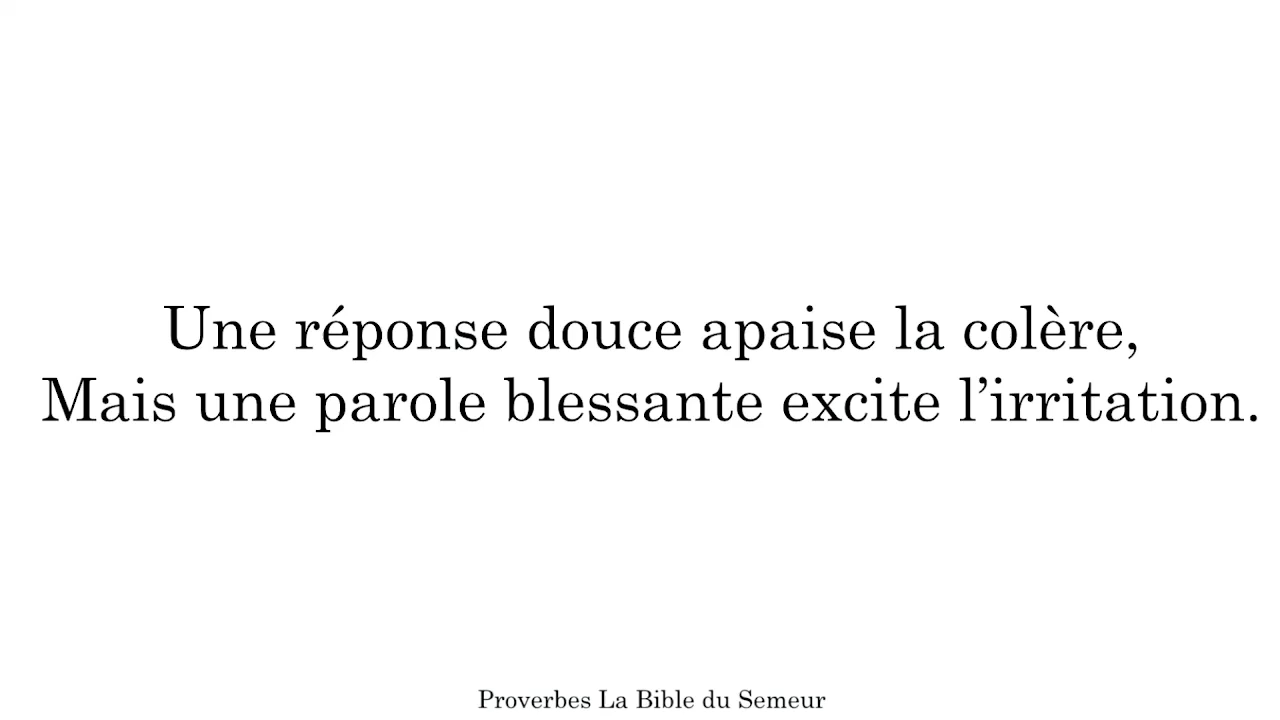 Une réponse douce apaise la colère,
Mais une parole blessante excite l’irritation.
Proverbes La Bible du Semeur